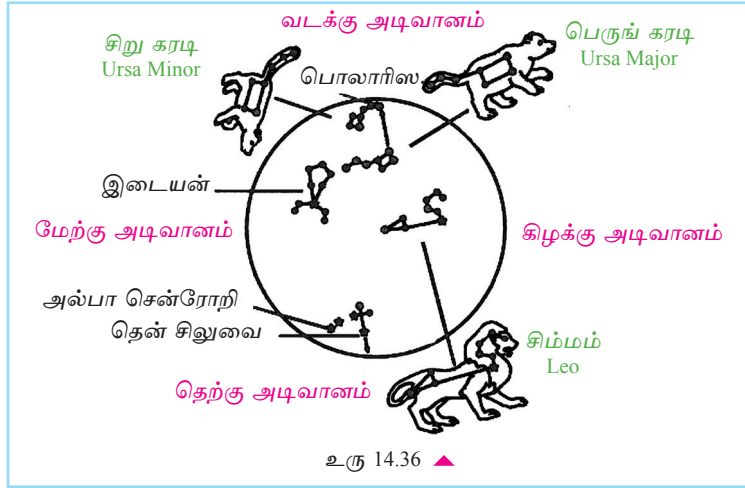 வடக்கு அடிவானம்
சிறு கரடி
Ursa Minor
பெருங் கரடி
Ursa Major
பொலாரிஸ
இடையன்
மேற்கு அடிவானம்
கிழக்கு அடிவானம்
அல்பா சென்ரோறி
தென் சிலுவை
சிம்மம்
Leo
தெற்கு அடிவானம்
உரு 14.36